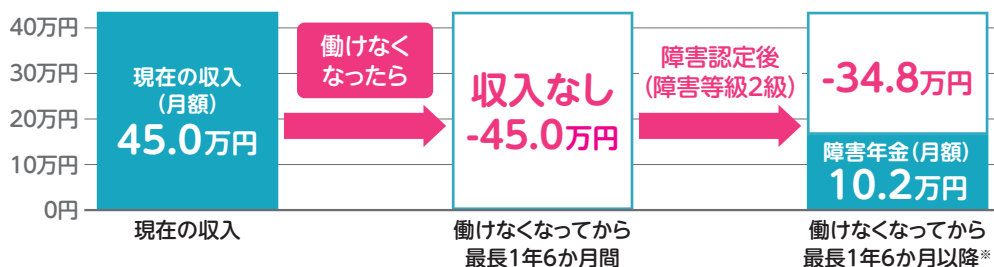 40万円
30万円
20万円
10万円
0円
現在の収入
(月額)
45.0万円
現在の収入
働けなく
なったら
収入なし
-45.0万円
働けなくなってから
最長1年6か月間
障害認定後
(障害等級2級)
-34.8万円
障害年金(月額)
10.2万円
働けなくなってから
最長1年6か月以降※